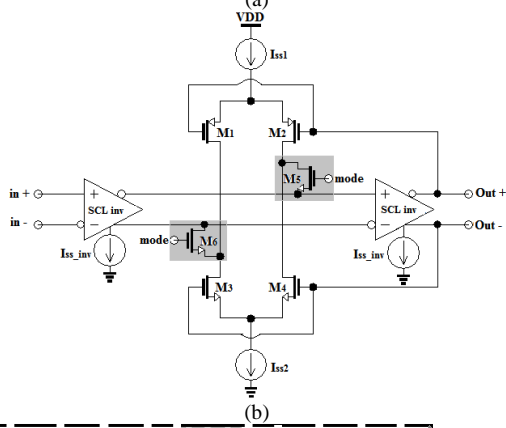 (a)
VDD
Iss1
M1 M2
M5 mode
in + + SCL inv + SCL inv Out +
in - - - Out -
mode M6
Iss_inv Iss_inv
M3 M4
Iss2
(b)